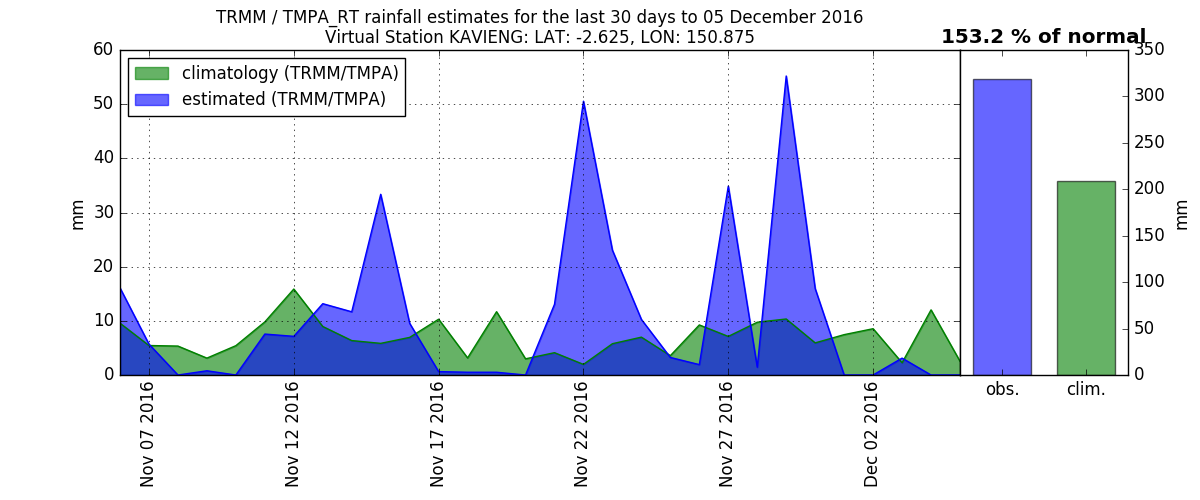 TRMM / TMPA_RT rainfall estimates for the last 30 days to 05 December 2016
Virtual Station KAVIENG: LAT: -2.625, LON: 150.875
153.2 % of normal
climatology (TRMM/TMPA)
estimated (TRMM/TMPA)
60
50
40
30
20
10
0
mm
Nov 07 2016
Nov 12 2016
Nov 17 2016
Nov 22 2016
Nov 27 2016
Dec 02 2016
350
300
250
200
150
100
50
0
mm
obs.
clim.